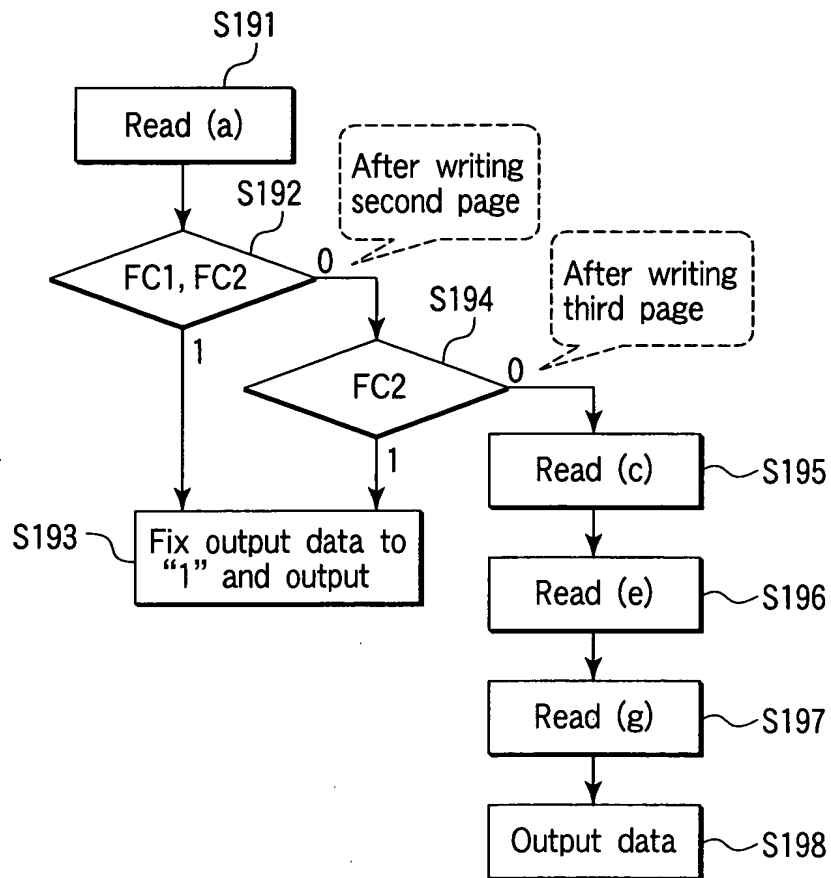 S191
Read (a)
After writing
second page
S192
FC1, FC2
0
After writing
third page
S194
1
FC2
0
1
Read (c)
S195
S193
Fix output data to
“1” and output
Read (e)
S196
Read (g)
S197
Output data
S198